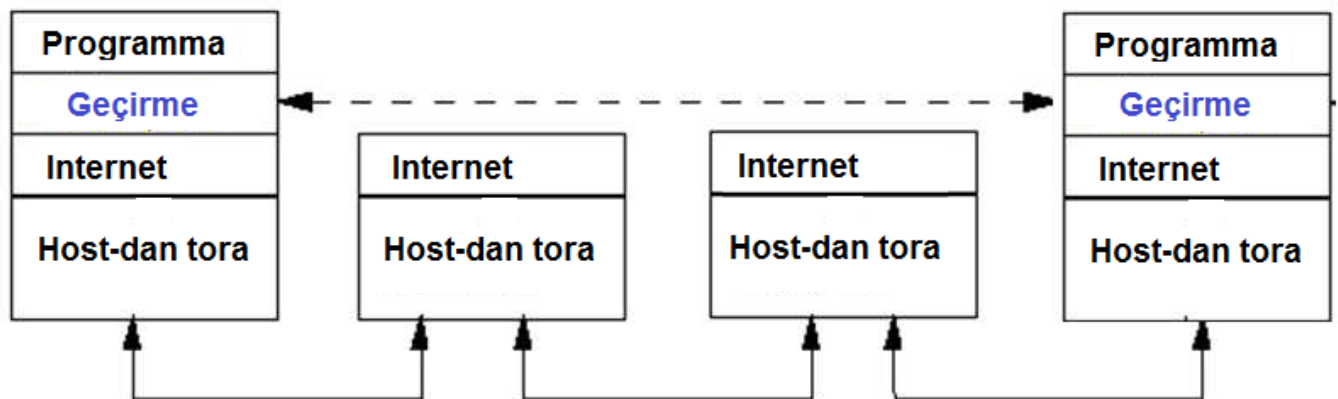 Programma
Geçirme
Internet
Host-dan tora
Internet
Host-dan tora
Internet
Host-dan tora
Programma
Geçirme
Internet
Host-dan tora